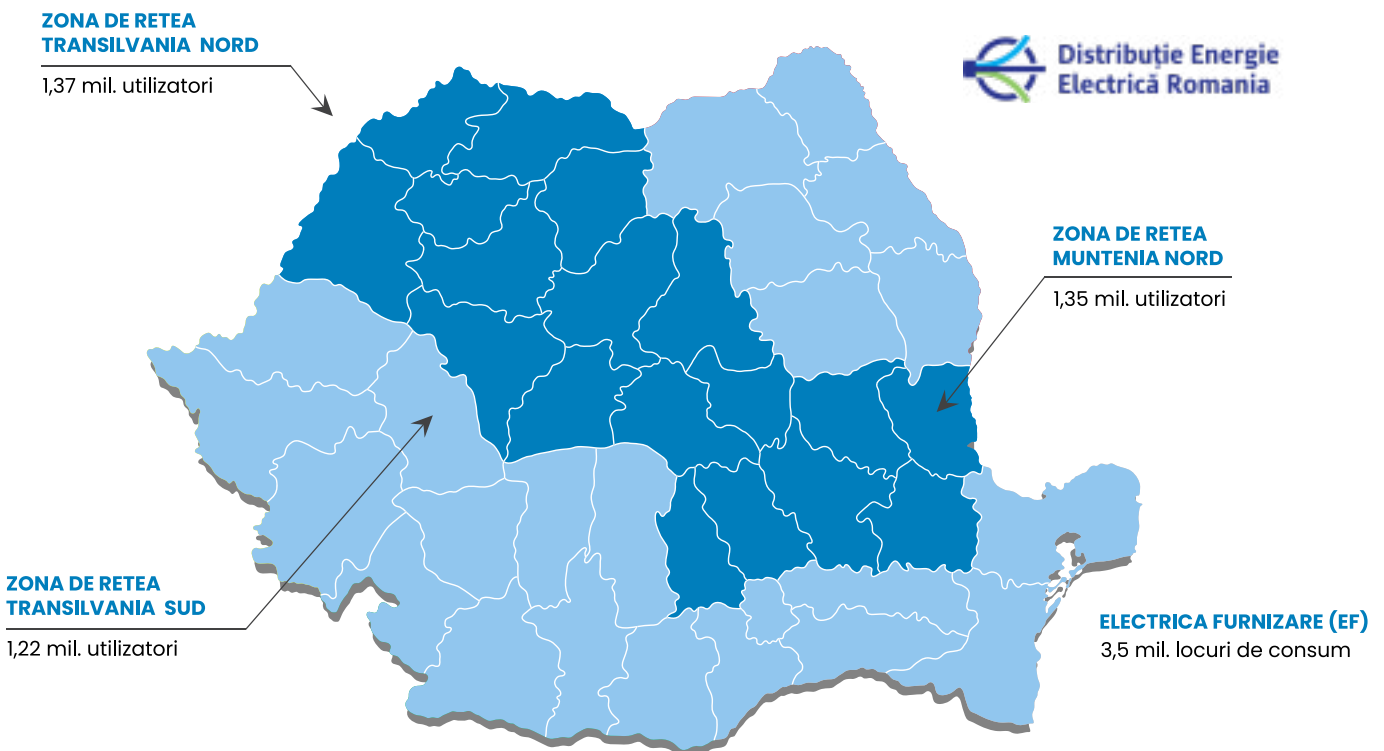 ZONA DE RETEA
TRANSILVANIA NORD
1,37 mil. utilizatori
Distribuție Energie
Electrică Romania
ZONA DE RETEA
MUNTENIA NORD
1,35 mil. utilizatori
ZONA DE RETEA
TRANSILVANIA SUD
1,22 mil. utilizatori
ELECTRICA FURNIZARE (EF)
3,5 mil. locuri de consum